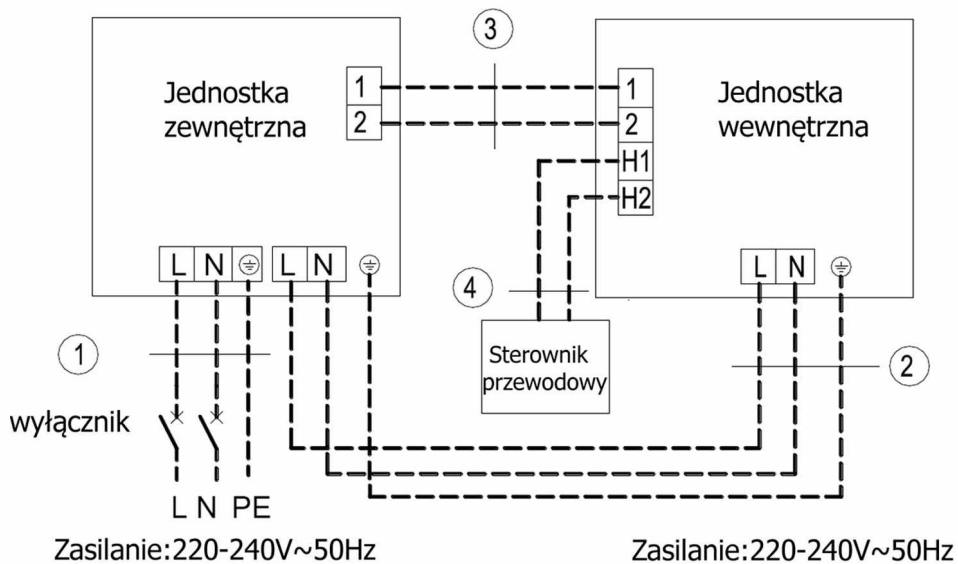 3
Jednostka
zewnętrzna
1
2
1
2
H1
H2
Jednostka
wewnętrzna
L N
L N
L N
4
1
Sterownik
przewodowy
2
wyłącznik
L N PE
Zasilanie:220-240V~50Hz
Zasilanie:220-240V~50Hz